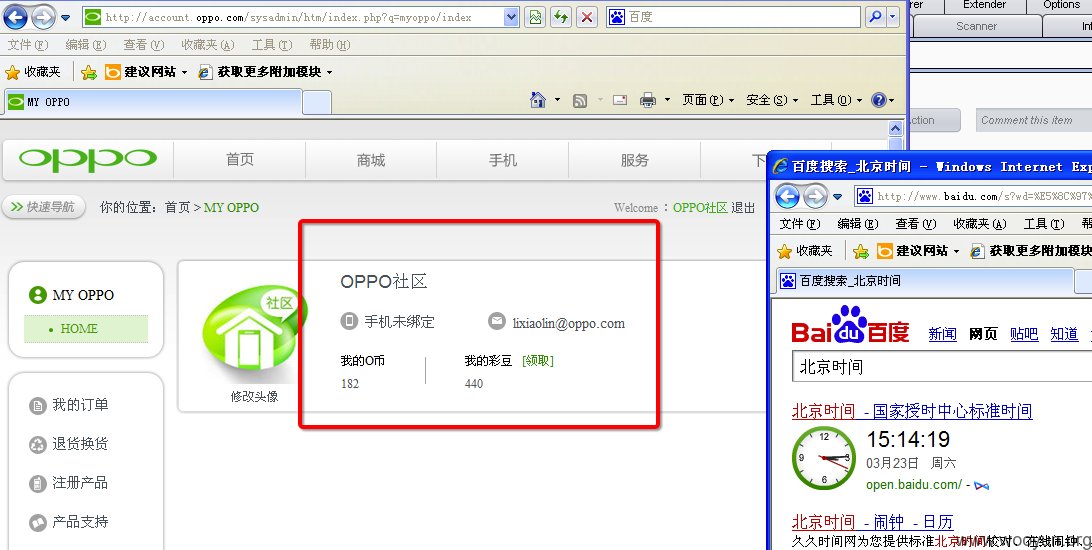 http://account.oppo.com/sysadmin/htm/index.php?q=myoppo/index
百度
文件(F) 编辑(E) 查看(V) 收藏夹(A) 工具(T) 帮助(H)
收藏夹 建议网站 获取更多附加模块
MY OPPO
页面(P) 安全(S) 工具(O)
oppo 首页 商城 手机 服务 下
快速导航 你的位置: 首页 > MY OPPO
Welcome : OPPO社区 退出
MY OPPO
HOME
我的订单
退货换货
注册产品
产品支持
社区
修改头像
OPPO社区
手机未绑定 lixiaolin@oppo.com
我的O币 我的彩豆 [领取]
182 440
Extender Options
Scanner
ction Comment this item
百度搜索_北京时间 - Windows Internet Exp
http://www.baidu.com/s?wd=%E5%8C%97%
文件(F) 编辑(E) 查看(V) 收藏夹(A) 工具(T) 帮
收藏夹 建议网站 获取更多附加模块
百度搜索_北京时间
Bai du 百度 新闻 网页 贴吧 知道
北京时间
北京时间 - 国家授时中心标准时间
12 3 6 9
15:14:19
03月23日 周六
open.baidu.com/ -
北京时间 - 闹钟 - 日历
久久时间网为您提供标准北京时间校对、在线闹钟